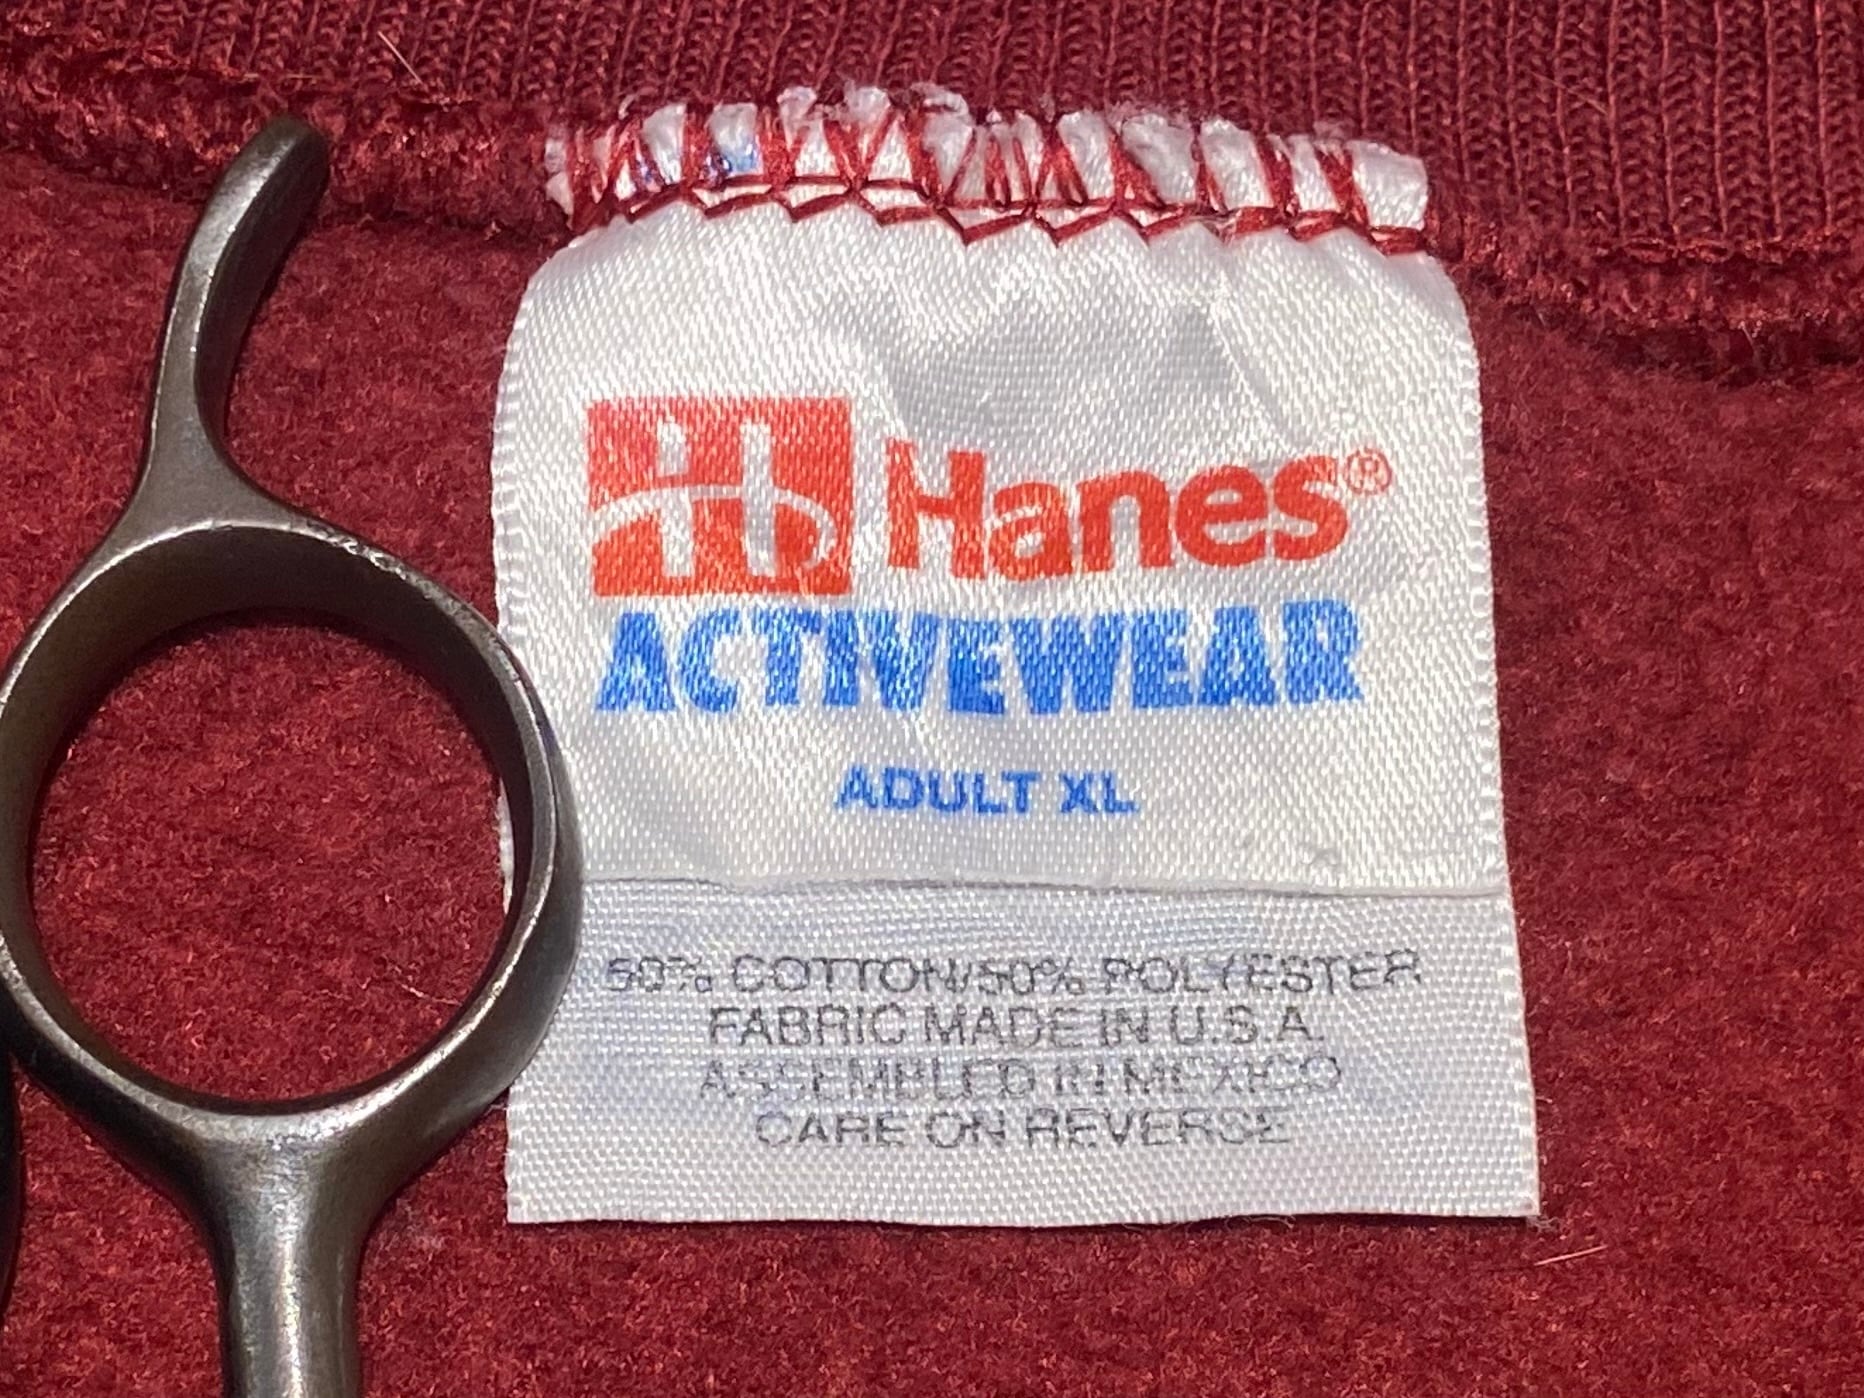 Hanes®
ACTIVEWEAR
ADULT XL
50% COTTON/50% POLYESTER
FABRIC MADE IN U.S.A.
ASSEMBLED IN MEXICO
CARE ON REVERSE